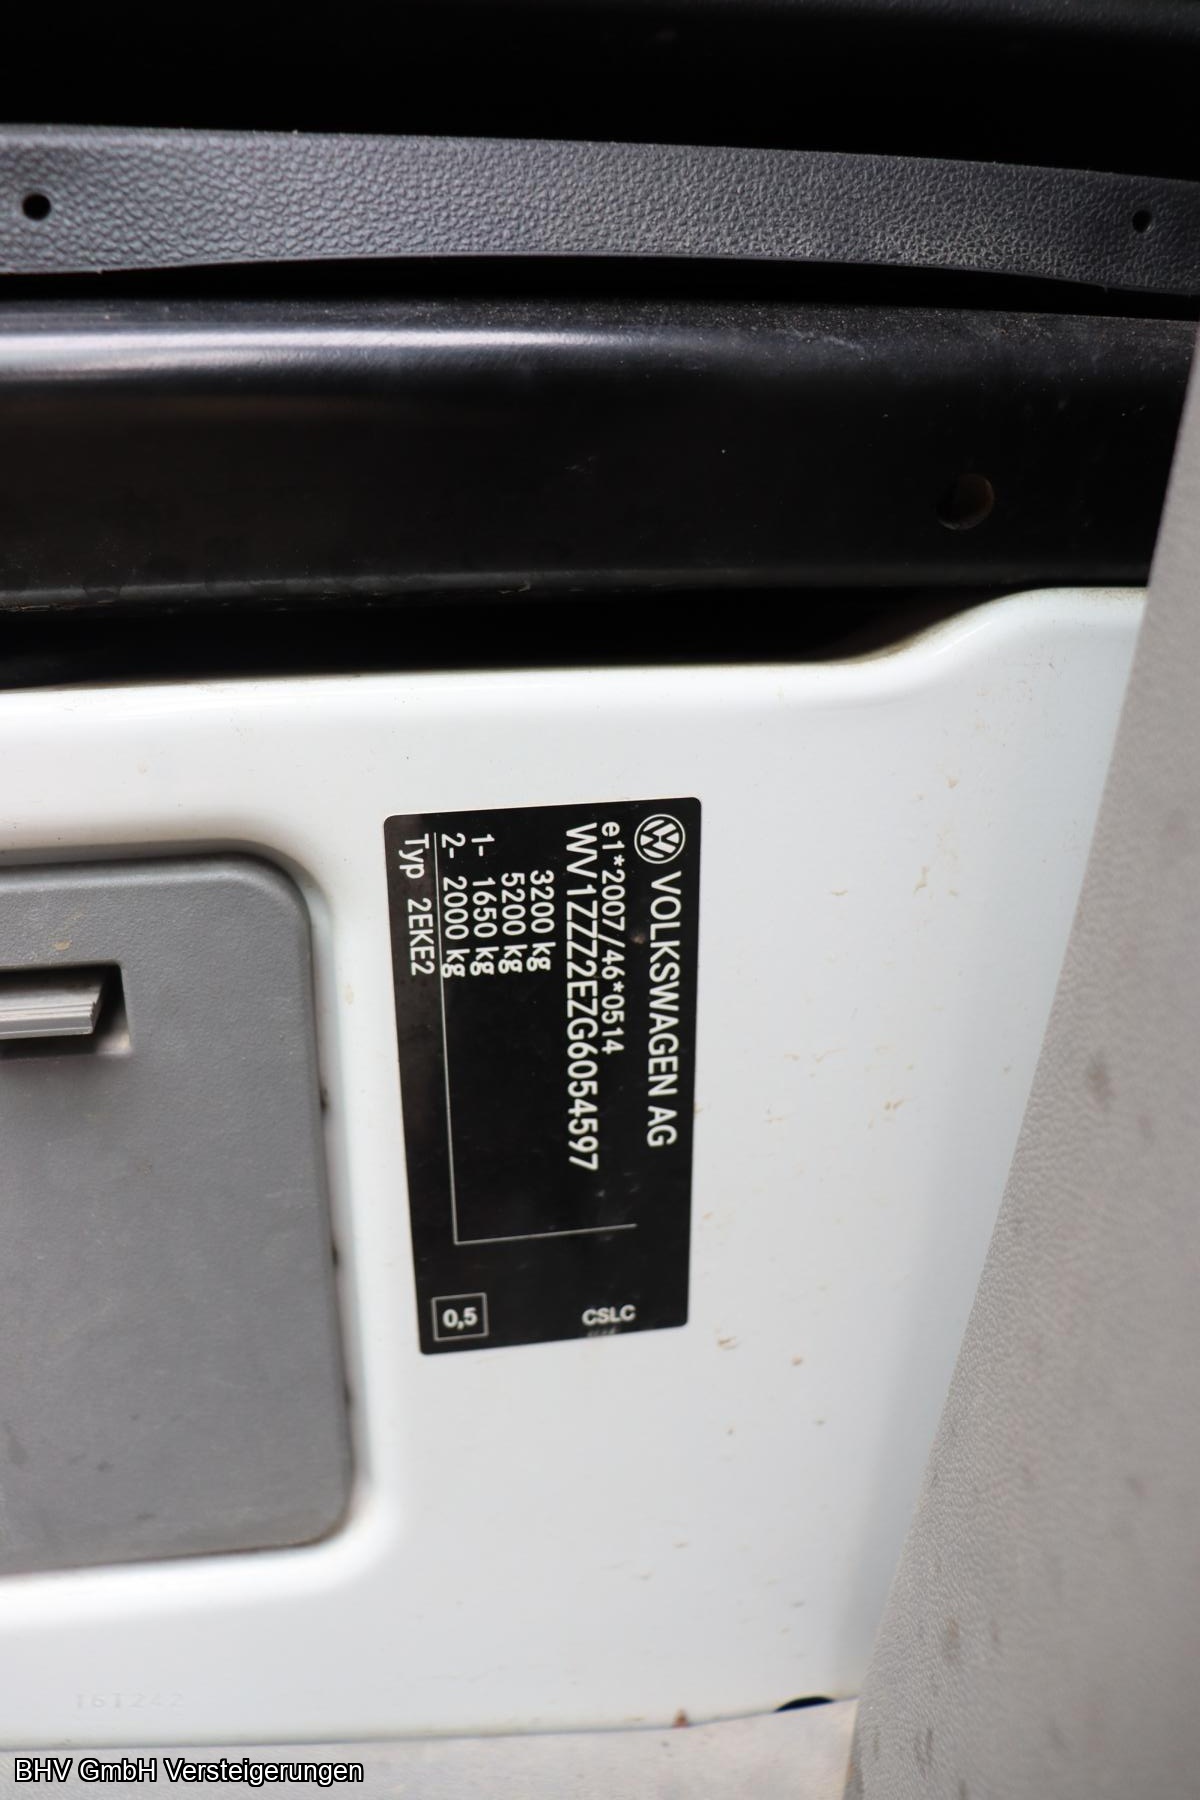 VOLKSWAGEN AG
e1*2007/46*0514
WV1ZZZ2EZG6054597
3200 kg
5200 kg
1- 1650 kg
2- 2000 kg
Typ 2EKE2
CSLC
0,5
T6T242
BHV GmbH Versteigerungen